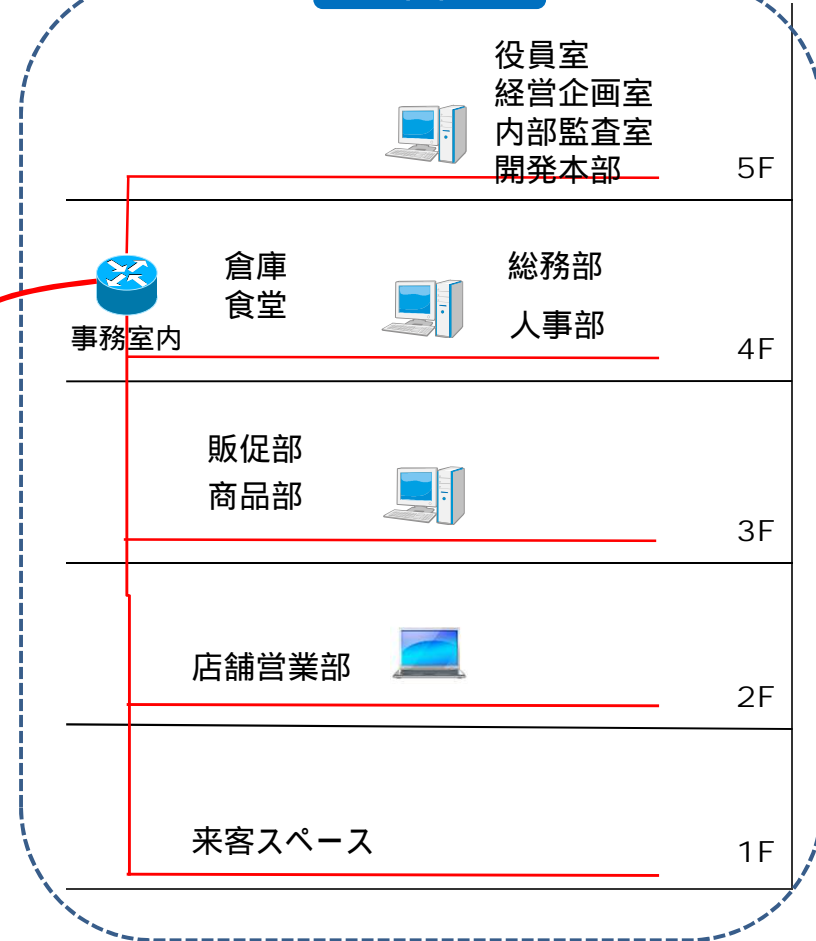 役員室
経営企画室
内部監査室
開発本部
5F
倉庫
食堂
総務部
人事部
事務室内
4F
販促部
商品部
3F
店舗営業部
2F
来客スペース
1F